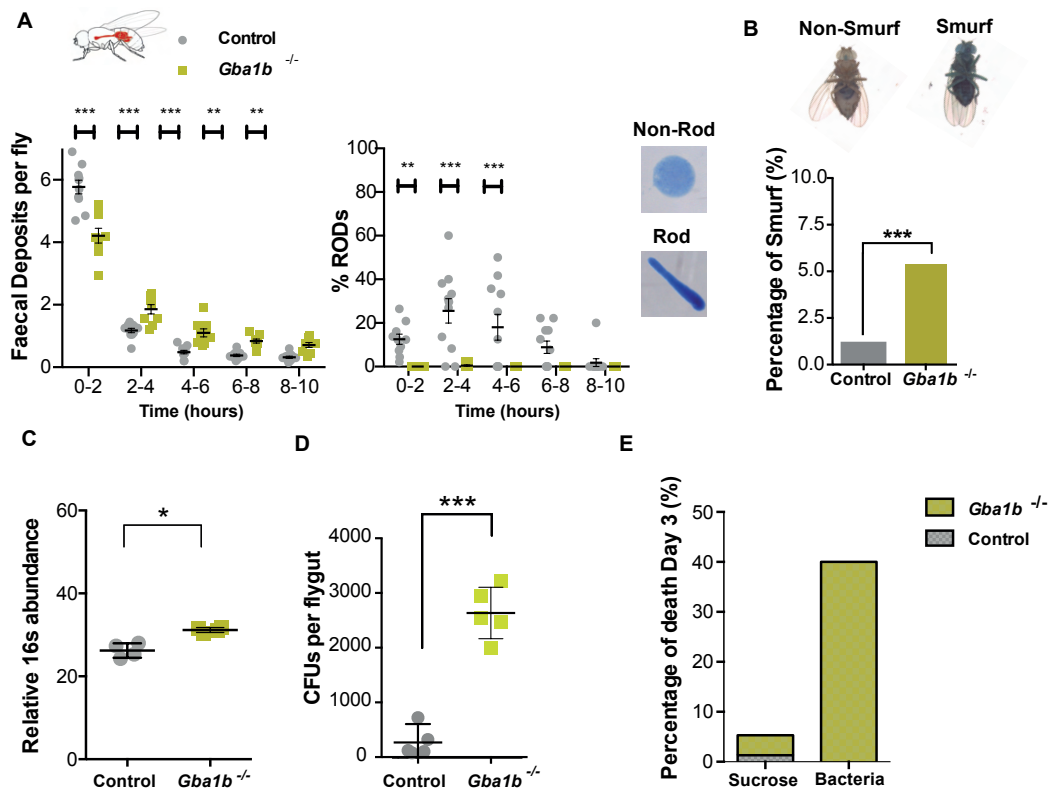 A
Control
Gba1b -/-
*** *** *** ** **
Faecal Deposits per fly
6
4
2
0
0-2 2-4 4-6 6-8 8-10
Time (hours)
** *** ***
% RODs
100
80
60
40
20
0
0-2 2-4 4-6 6-8 8-10
Time (hours)
Non-Rod
Rod
B
Non-Smurf Smurf
Percentage of Smurf (%)
10.0
7.5
5.0
2.5
0.0
***
Control Gba1b -/-
C
Relative 16s abundance
60
40
20
0
*
Control Gba1b -/-
D
CFUs per flygut
4000
3000
2000
1000
0
***
Control Gba1b -/-
E
Percentage of death Day 3 (%)
50
40
30
20
10
0
Sucrose Bacteria
Gba1b -/-
Control